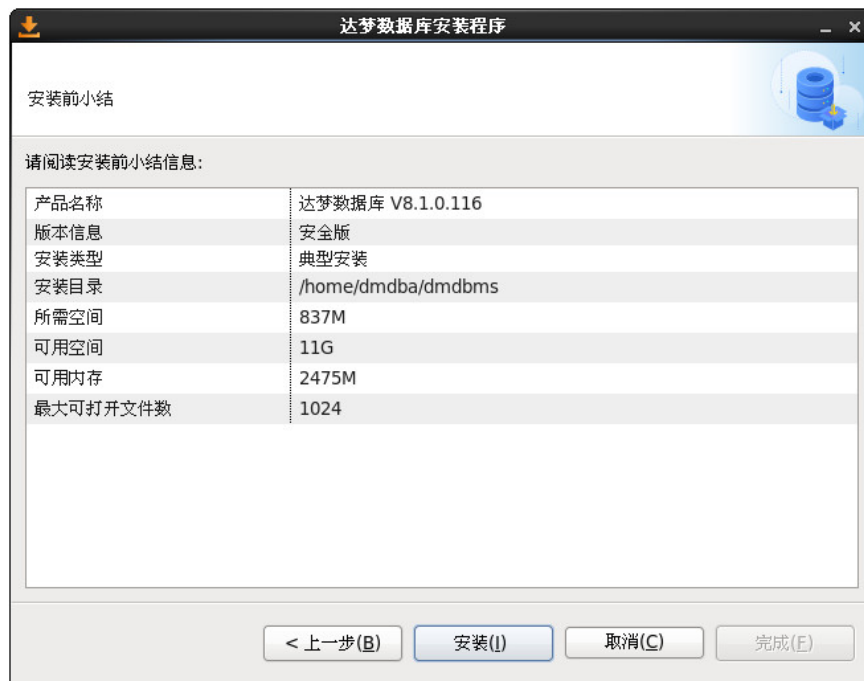 达梦数据库安装程序
安装前小结
请阅读安装前小结信息:
产品名称 达梦数据库 V8.1.0.116
版本信息 安全版
安装类型 典型安装
安装目录 /home/dmdba/dmdbms
所需空间 837M
可用空间 11G
可用内存 2475M
最大可打开文件数 1024
< 上一步(B) 安装(I) 取消(C) 完成(F)